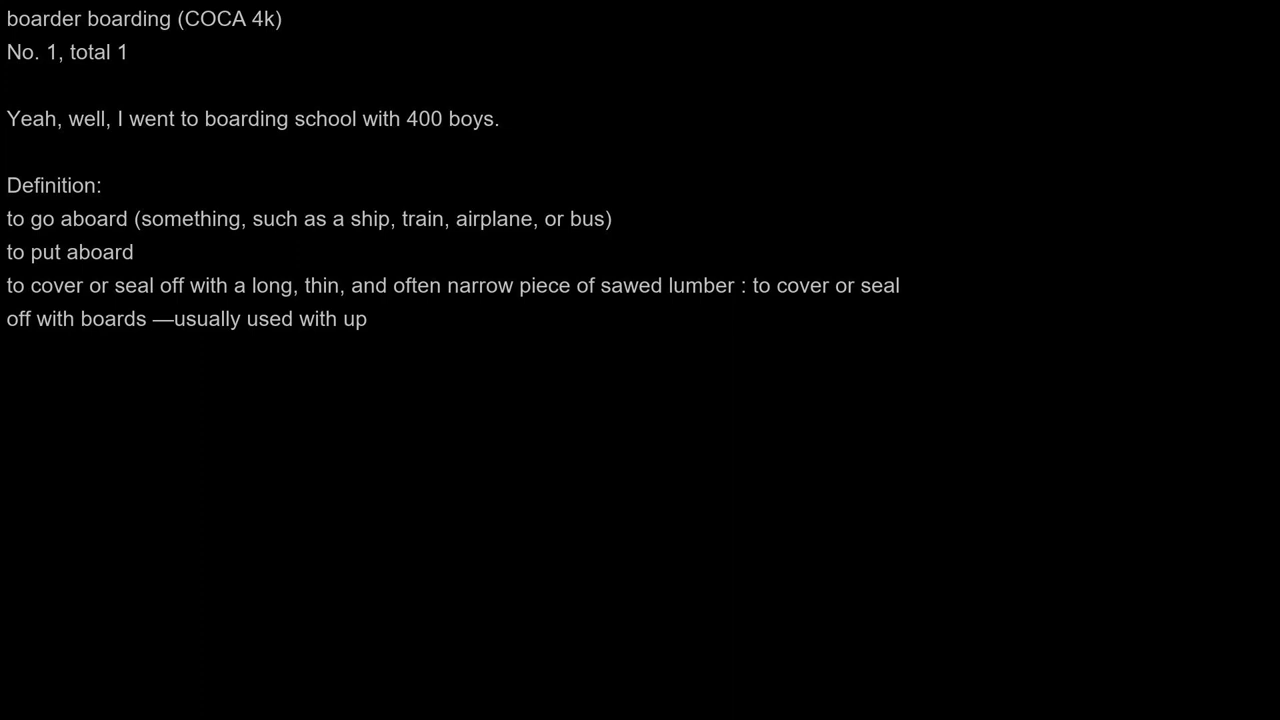 boarder boarding (COCA 4k)
No. 1, total 1
Yeah, well, I went to boarding school with 400 boys.
Definition:
to go aboard (something, such as a ship, train, airplane, or bus)
to put aboard
to cover or seal off with a long, thin, and often narrow piece of sawed lumber : to cover or seal
off with boards —usually used with up